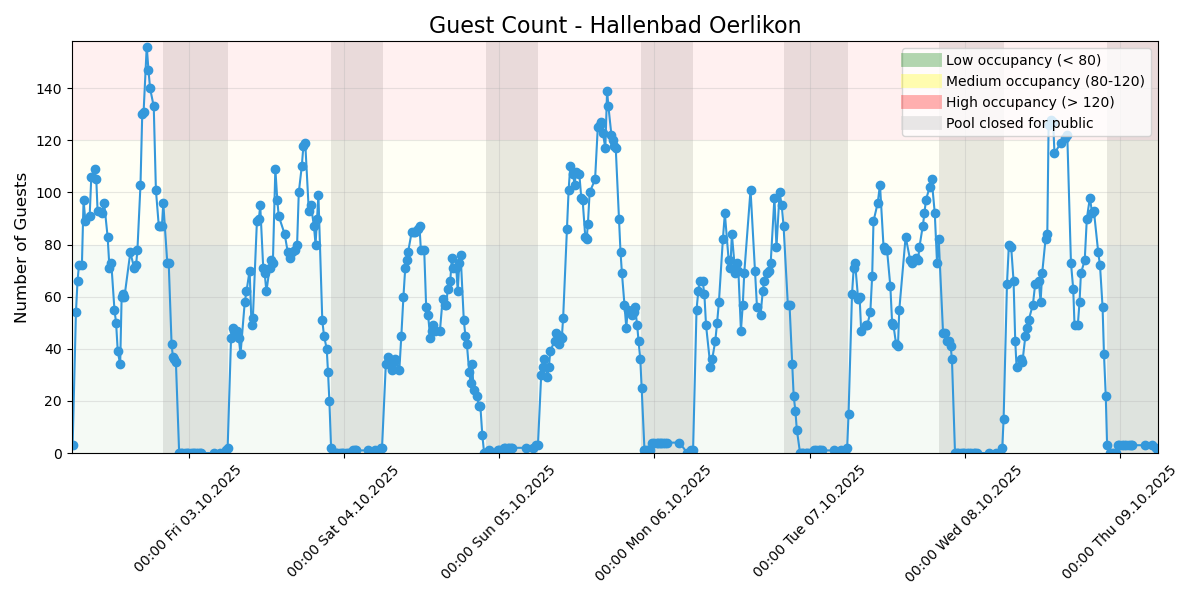 Guest Count - Hallenbad Oerlikon
Number of Guests
140
120
100
80
60
40
20
0
Low occupancy (< 80)
Medium occupancy (80-120)
High occupancy (> 120)
Pool closed for public
00:00 Fri 03.10.2025
00:00 Sat 04.10.2025
00:00 Sun 05.10.2025
00:00 Mon 06.10.2025
00:00 Tue 07.10.2025
00:00 Wed 08.10.2025
00:00 Thu 09.10.2025